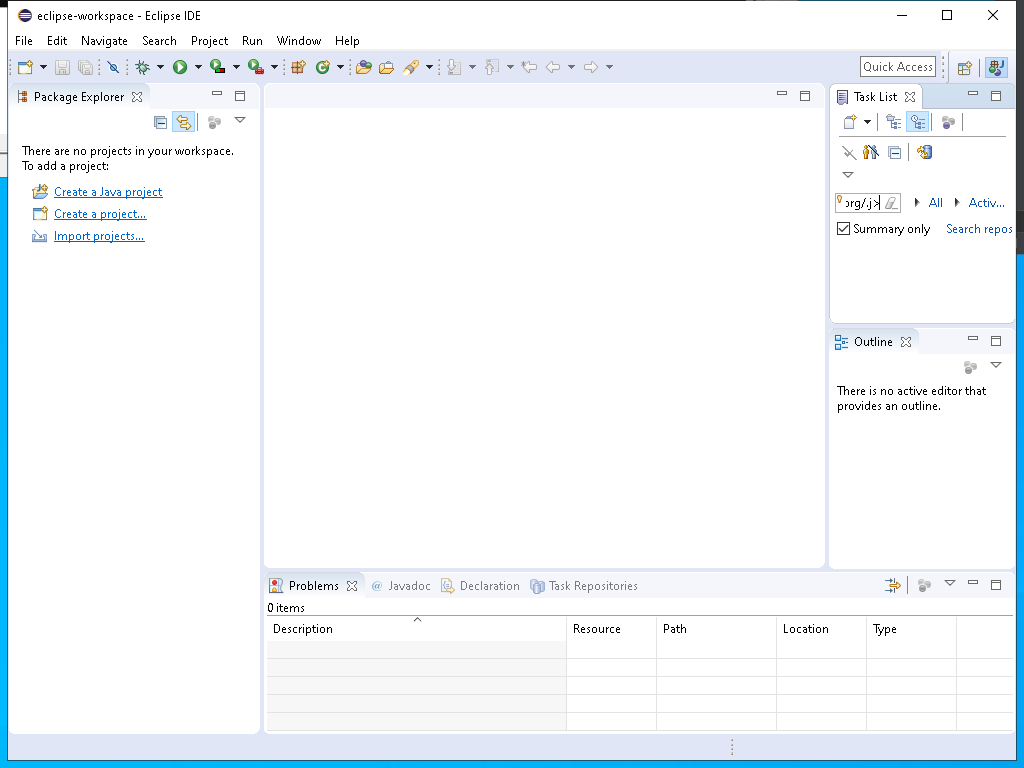 eclipse-workspace - Eclipse IDE
File Edit Navigate Search Project Run Window Help
Quick Access
Package Explorer
There are no projects in your workspace.
To add a project:
Create a Java project
Create a project...
Import projects...
Task List
org/.j>
All
Activ...
Summary only
Search repos
Outline
There is no active editor that
provides an outline.
Problems
@ Javadoc
Declaration
Task Repositories
0 items
Description Resource Path Location Type